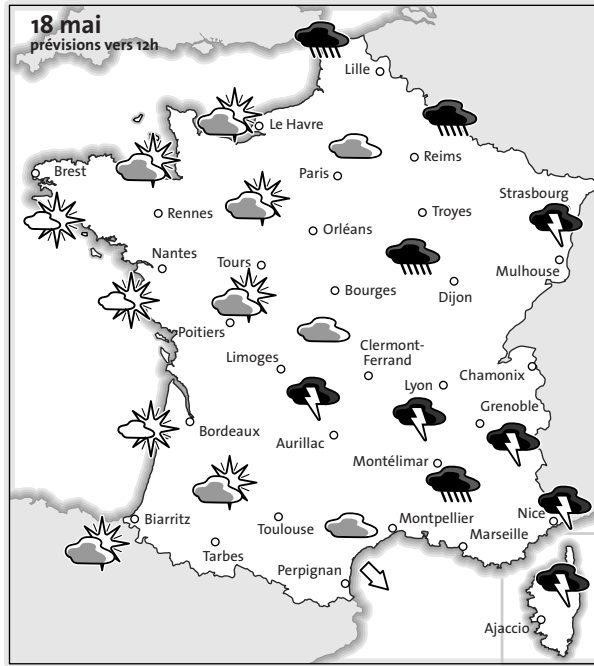 18 mai
prévisions vers 12h
Lille
Le Havre
Reims
Paris
Brest
Strasbourg
Rennes
Troyes
Orléans
Nantes
Tours
Mulhouse
Bourges
Dijon
Poitiers
Clermont-
Ferrand
Limoges
Chamonix
Lyon
Grenoble
Bordeaux
Aurillac
Montélimar
Nice
Biarritz
Toulouse
Montpellier
Marseille
Tarbes
Perpignan
Ajaccio